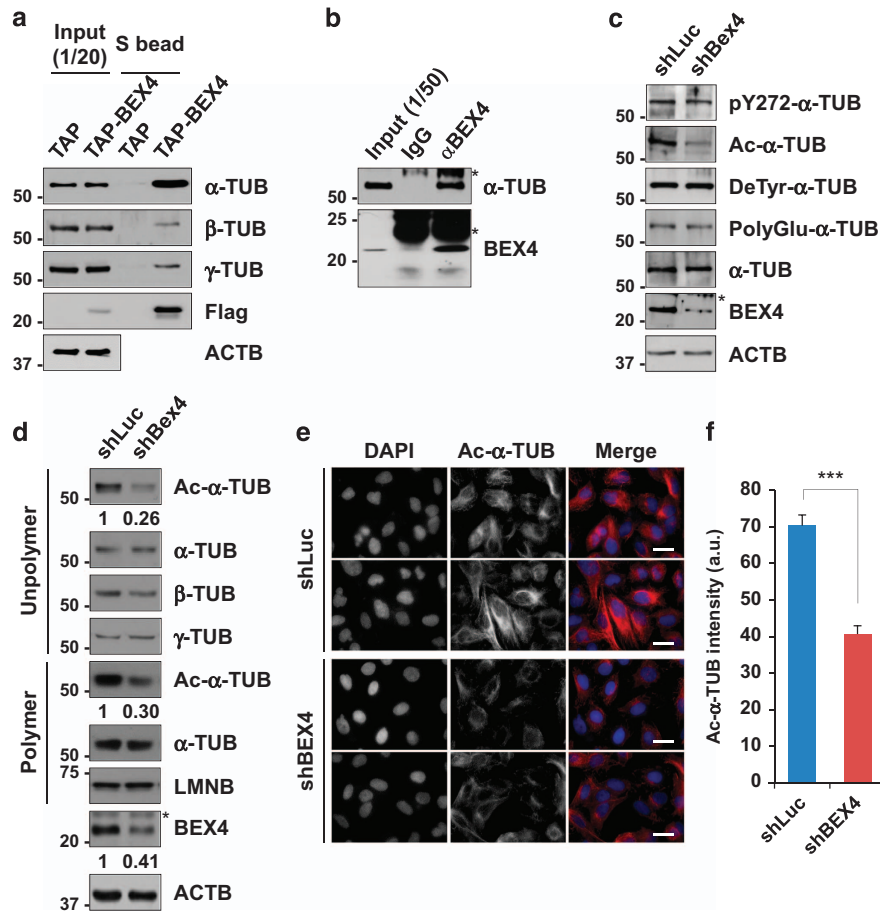 a
Input
(1/20)
S bead
TAP
TAP-BEX4
TAP
TAP-BEX4
50
α-TUB
50
β-TUB
50
γ-TUB
20
Flag
37
ACTB
b
Input (1/50)
IgG
αBEX4
*
50
α-TUB
25
*
20
BEX4
c
shLuc
shBex4
50
pY272-α-TUB
50
Ac-α-TUB
50
DeTyr-α-TUB
50
PolyGlu-α-TUB
50
α-TUB
*
20
BEX4
37
ACTB
d
shLuc
shBex4
Unpolymer
50
Ac-α-TUB
1 0.26
50
α-TUB
50
β-TUB
50
γ-TUB
Polymer
50
Ac-α-TUB
1 0.30
50
α-TUB
75
LMNB
*
20
BEX4
1 0.41
37
ACTB
e
DAPI
Ac-α-TUB
Merge
shLuc
shBEX4
f
***
Ac-α-TUB intensity (a.u.)
80
70
60
50
40
30
20
10
0
shLuc
shBEX4